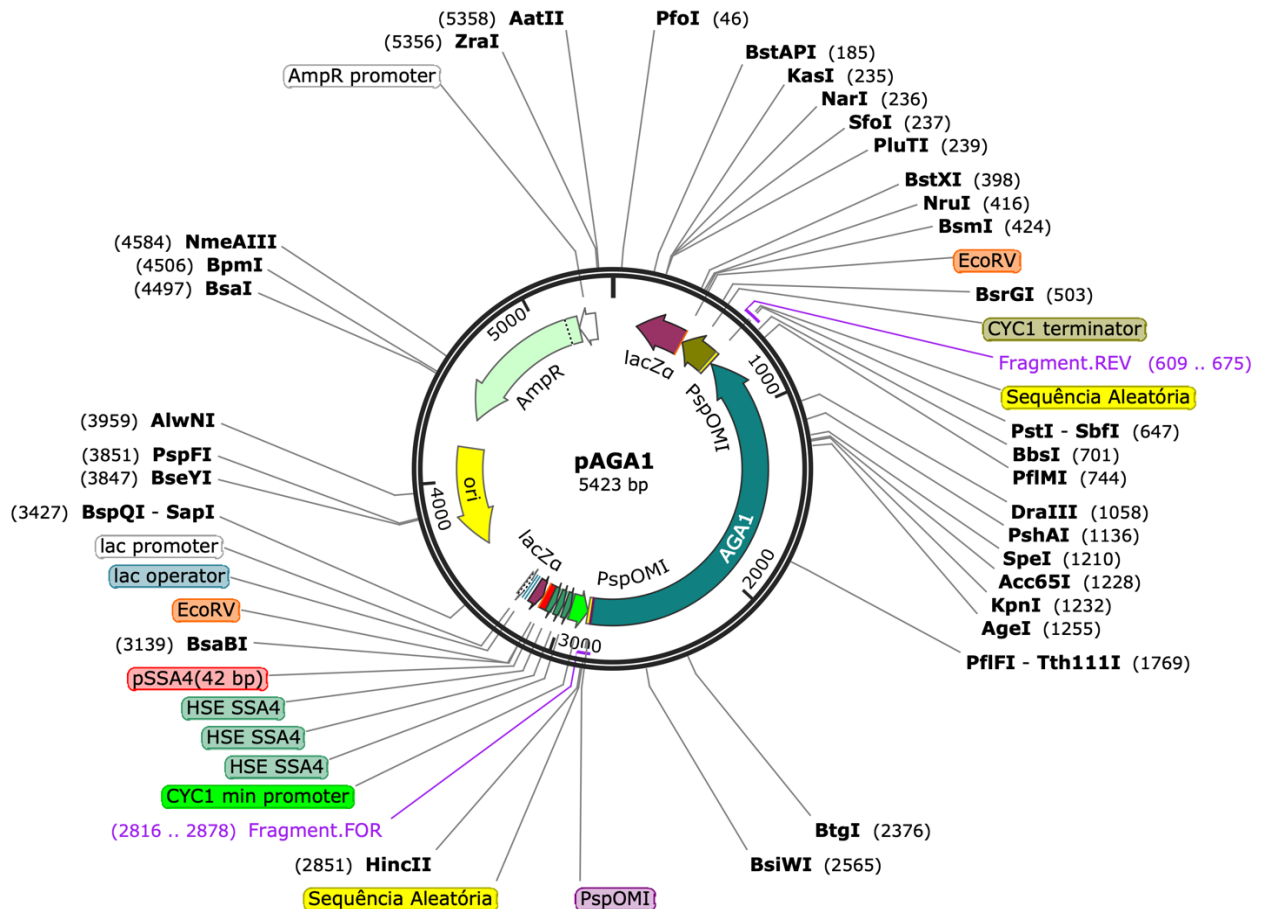 (5358) AatII
(5356) ZraI
AmpR promoter
PfoI (46)
BstAPI (185)
KasI (235)
NarI (236)
SfoI (237)
PluTI (239)
BstXI (398)
NruI (416)
BsmI (424)
EcoRV
BsrGI (503)
CYC1 terminator
Fragment.REV (609 .. 675)
Sequência Aleatória
PstI - SbfI (647)
BbsI (701)
PflMI (744)
DraIII (1058)
PshAI (1136)
SpeI (1210)
Acc65I (1228)
KpnI (1232)
AgeI (1255)
PflFI - Tth111I (1769)
BtgI (2376)
BsiWI (2565)
PspOMI
Sequência Aleatória
(2851) HincII
(2816 .. 2878) Fragment.FOR
CYC1 min promoter
HSE SSA4
HSE SSA4
HSE SSA4
pSSA4(42 bp)
(3139) BsaBI
EcoRV
lac operator
lac promoter
(3427) BspQI - SapI
(3847) BseYI
(3851) PspFI
(3959) AlwNI
(4497) BsaI
(4506) BpmI
(4584) NmeAIII
pAGA1
5423 bp
1000
2000
3000
4000
5000
lacZα
PspOMI
AGA1
PspOMI
lacZα
ori
AmpR